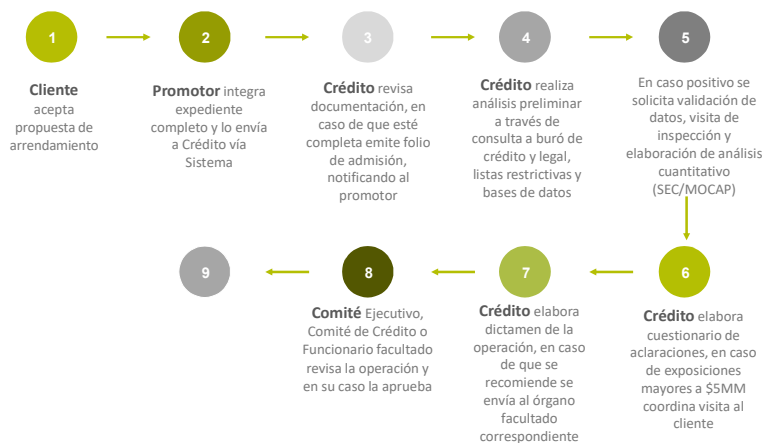 1
Cliente
acepta
propuesta de
arrendamiento
2
Promotor integra
expediente
completo y lo envía
a Crédito vía
Sistema
3
Crédito revisa
documentación, en
caso de que esté
completa emite folio
de admisión,
notificando al
promotor
4
Crédito realiza
análisis preliminar
a través de
consulta a buró de
crédito y legal,
listas restrictivas y
bases de datos
5
En caso positivo se
solicita validación de
datos, visita de
inspección y
elaboración de análisis
cuantitativo
(SEC/MOCAP)
6
Crédito elabora
cuestionario de
aclaraciones, en caso
de exposiciones
mayores a $5MM
coordina visita al
cliente
7
Crédito elabora
dictamen de la
operación, en caso
de que se
recomiende se
envía al órgano
facultado
correspondiente
8
Comité Ejecutivo,
Comité de Crédito o
Funcionario facultado
revisa la operación y
en su caso la aprueba
9